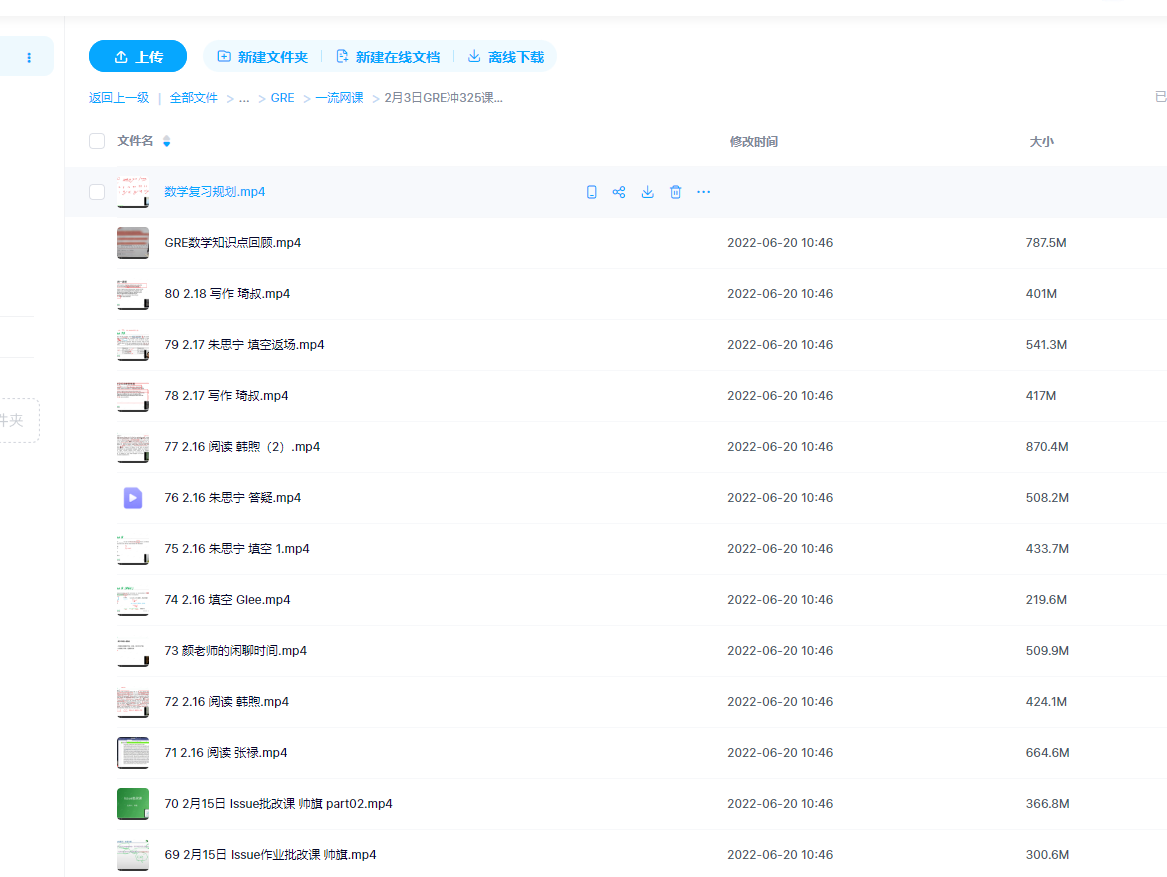 上传 新建文件夹 新建在线文档 离线下载
返回上一级 | 全部文件 > ... > GRE > 一流网课 > 2月3日GRE冲325课...
已
文件名 修改时间 大小
数学复习规划.mp4
GRE数学知识点回顾.mp4 2022-06-20 10:46 787.5M
80 2.18 写作 琦叔.mp4 2022-06-20 10:46 401M
79 2.17 朱思宁 填空返场.mp4 2022-06-20 10:46 541.3M
78 2.17 写作 琦叔.mp4 2022-06-20 10:46 417M
件夹
77 2.16 阅读 韩煦（2）.mp4 2022-06-20 10:46 870.4M
76 2.16 朱思宁 答疑.mp4 2022-06-20 10:46 508.2M
75 2.16 朱思宁 填空 1.mp4 2022-06-20 10:46 433.7M
74 2.16 填空 Glee.mp4 2022-06-20 10:46 219.6M
73 颜老师的闲聊时间.mp4 2022-06-20 10:46 509.9M
72 2.16 阅读 韩煦.mp4 2022-06-20 10:46 424.1M
71 2.16 阅读 张禄.mp4 2022-06-20 10:46 664.6M
70 2月15日 Issue批改课 帅旗 part02.mp4 2022-06-20 10:46 366.8M
69 2月15日 Issue作业批改课 帅旗.mp4 2022-06-20 10:46 300.6M